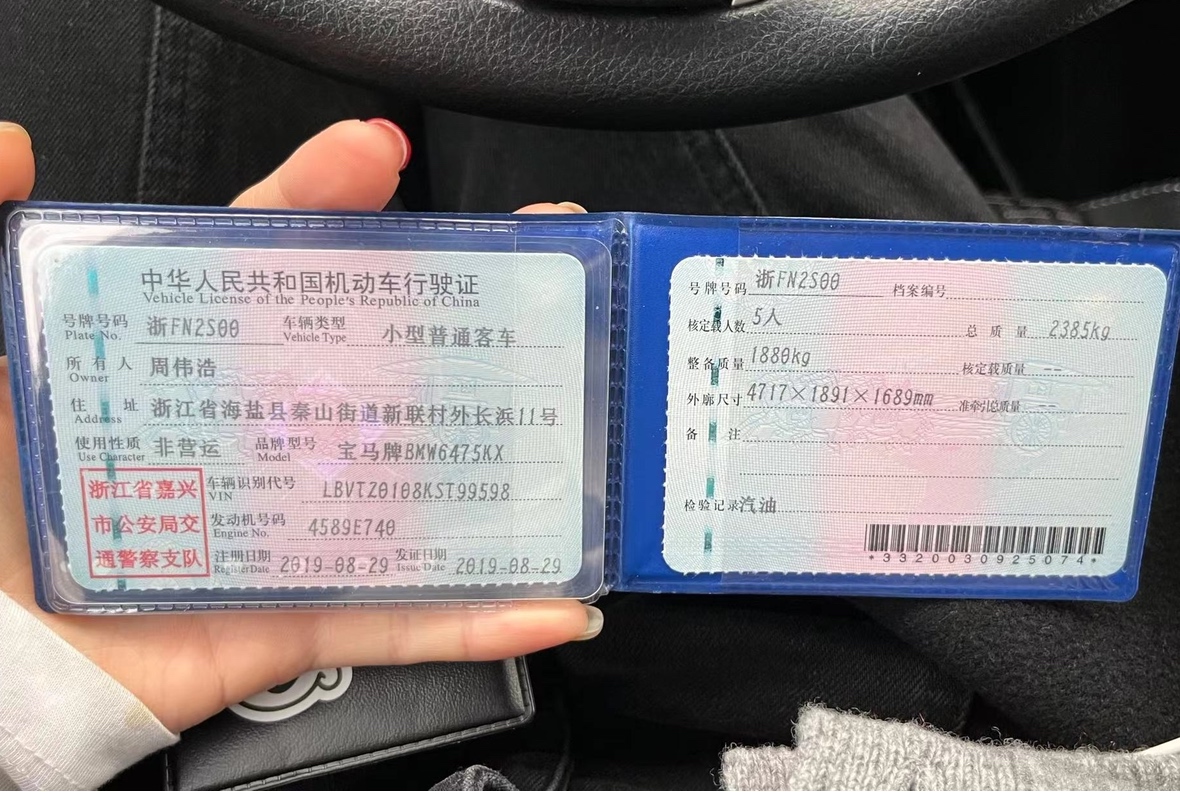 中华人民共和国机动车行驶证
Vehicle License of the People's Republic of China
号牌号码 浙FN2S00 车辆类型 小型普通客车
Plate No. Vehicle Type
所有人 周伟浩
Owner
住址 浙江省海盐县秦山街道新联村外长浜11号
Address
使用性质 非营运 品牌型号 宝马牌BMW6475KX
Use Character Model
浙江省嘉兴
市公安局交
通警察支队
车辆识别代号 LBVTZ0108KST99598
VIN
发动机号码 4589E740
Engine No.
注册日期 2019-08-29 发证日期 2019-08-29
Register Date Issue Date
号牌号码 浙FN2S00 档案编号
核定载人数 5人 总质量 2385kg
整备质量 1880kg 核定载质量 --
外廓尺寸 4717×1891×1689mm 准牵引总质量 --
备注
检验记录 汽油
*3320030925074*